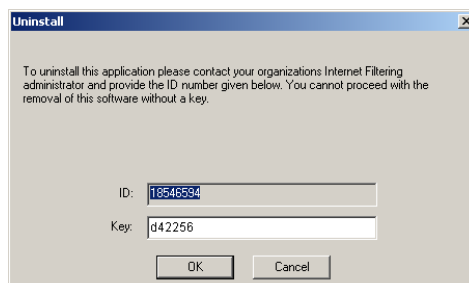 Uninstall
To uninstall this application please contact your organizations Internet Filtering
administrator and provide the ID number given below. You cannot proceed with the
removal of this software without a key.
ID: 18546594
Key: d42256
OK Cancel